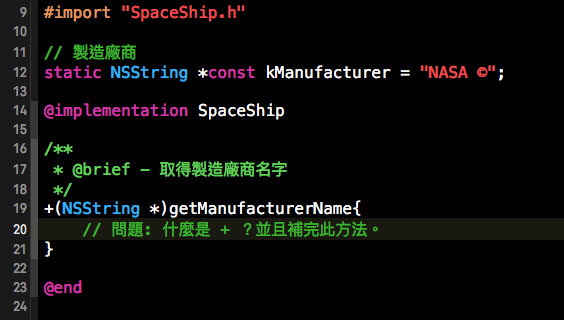 9 #import "SpaceShip.h"
10
11 // 製造廠商
12 static NSString *const kManufacturer = "NASA ©";
13
14 @implementation SpaceShip
15
16 /**
17  * @brief – 取得製造廠商名字
18  */
19 +(NSString *)getManufacturerName{
20     // 問題: 什麼是 + ？並且補完此方法。
21 }
22
23 @end
24